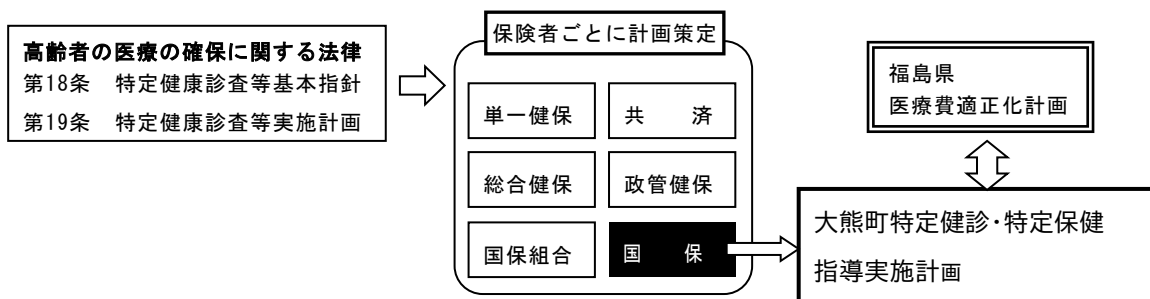 高齢者の医療の確保に関する法律
第18条　特定健康診査等基本指針
第19条　特定健康診査等実施計画
保険者ごとに計画策定
単一健保
共　　済
総合健保
政管健保
国保組合
国　　保
福島県
医療費適正化計画
大熊町特定健診・特定保健
指導実施計画